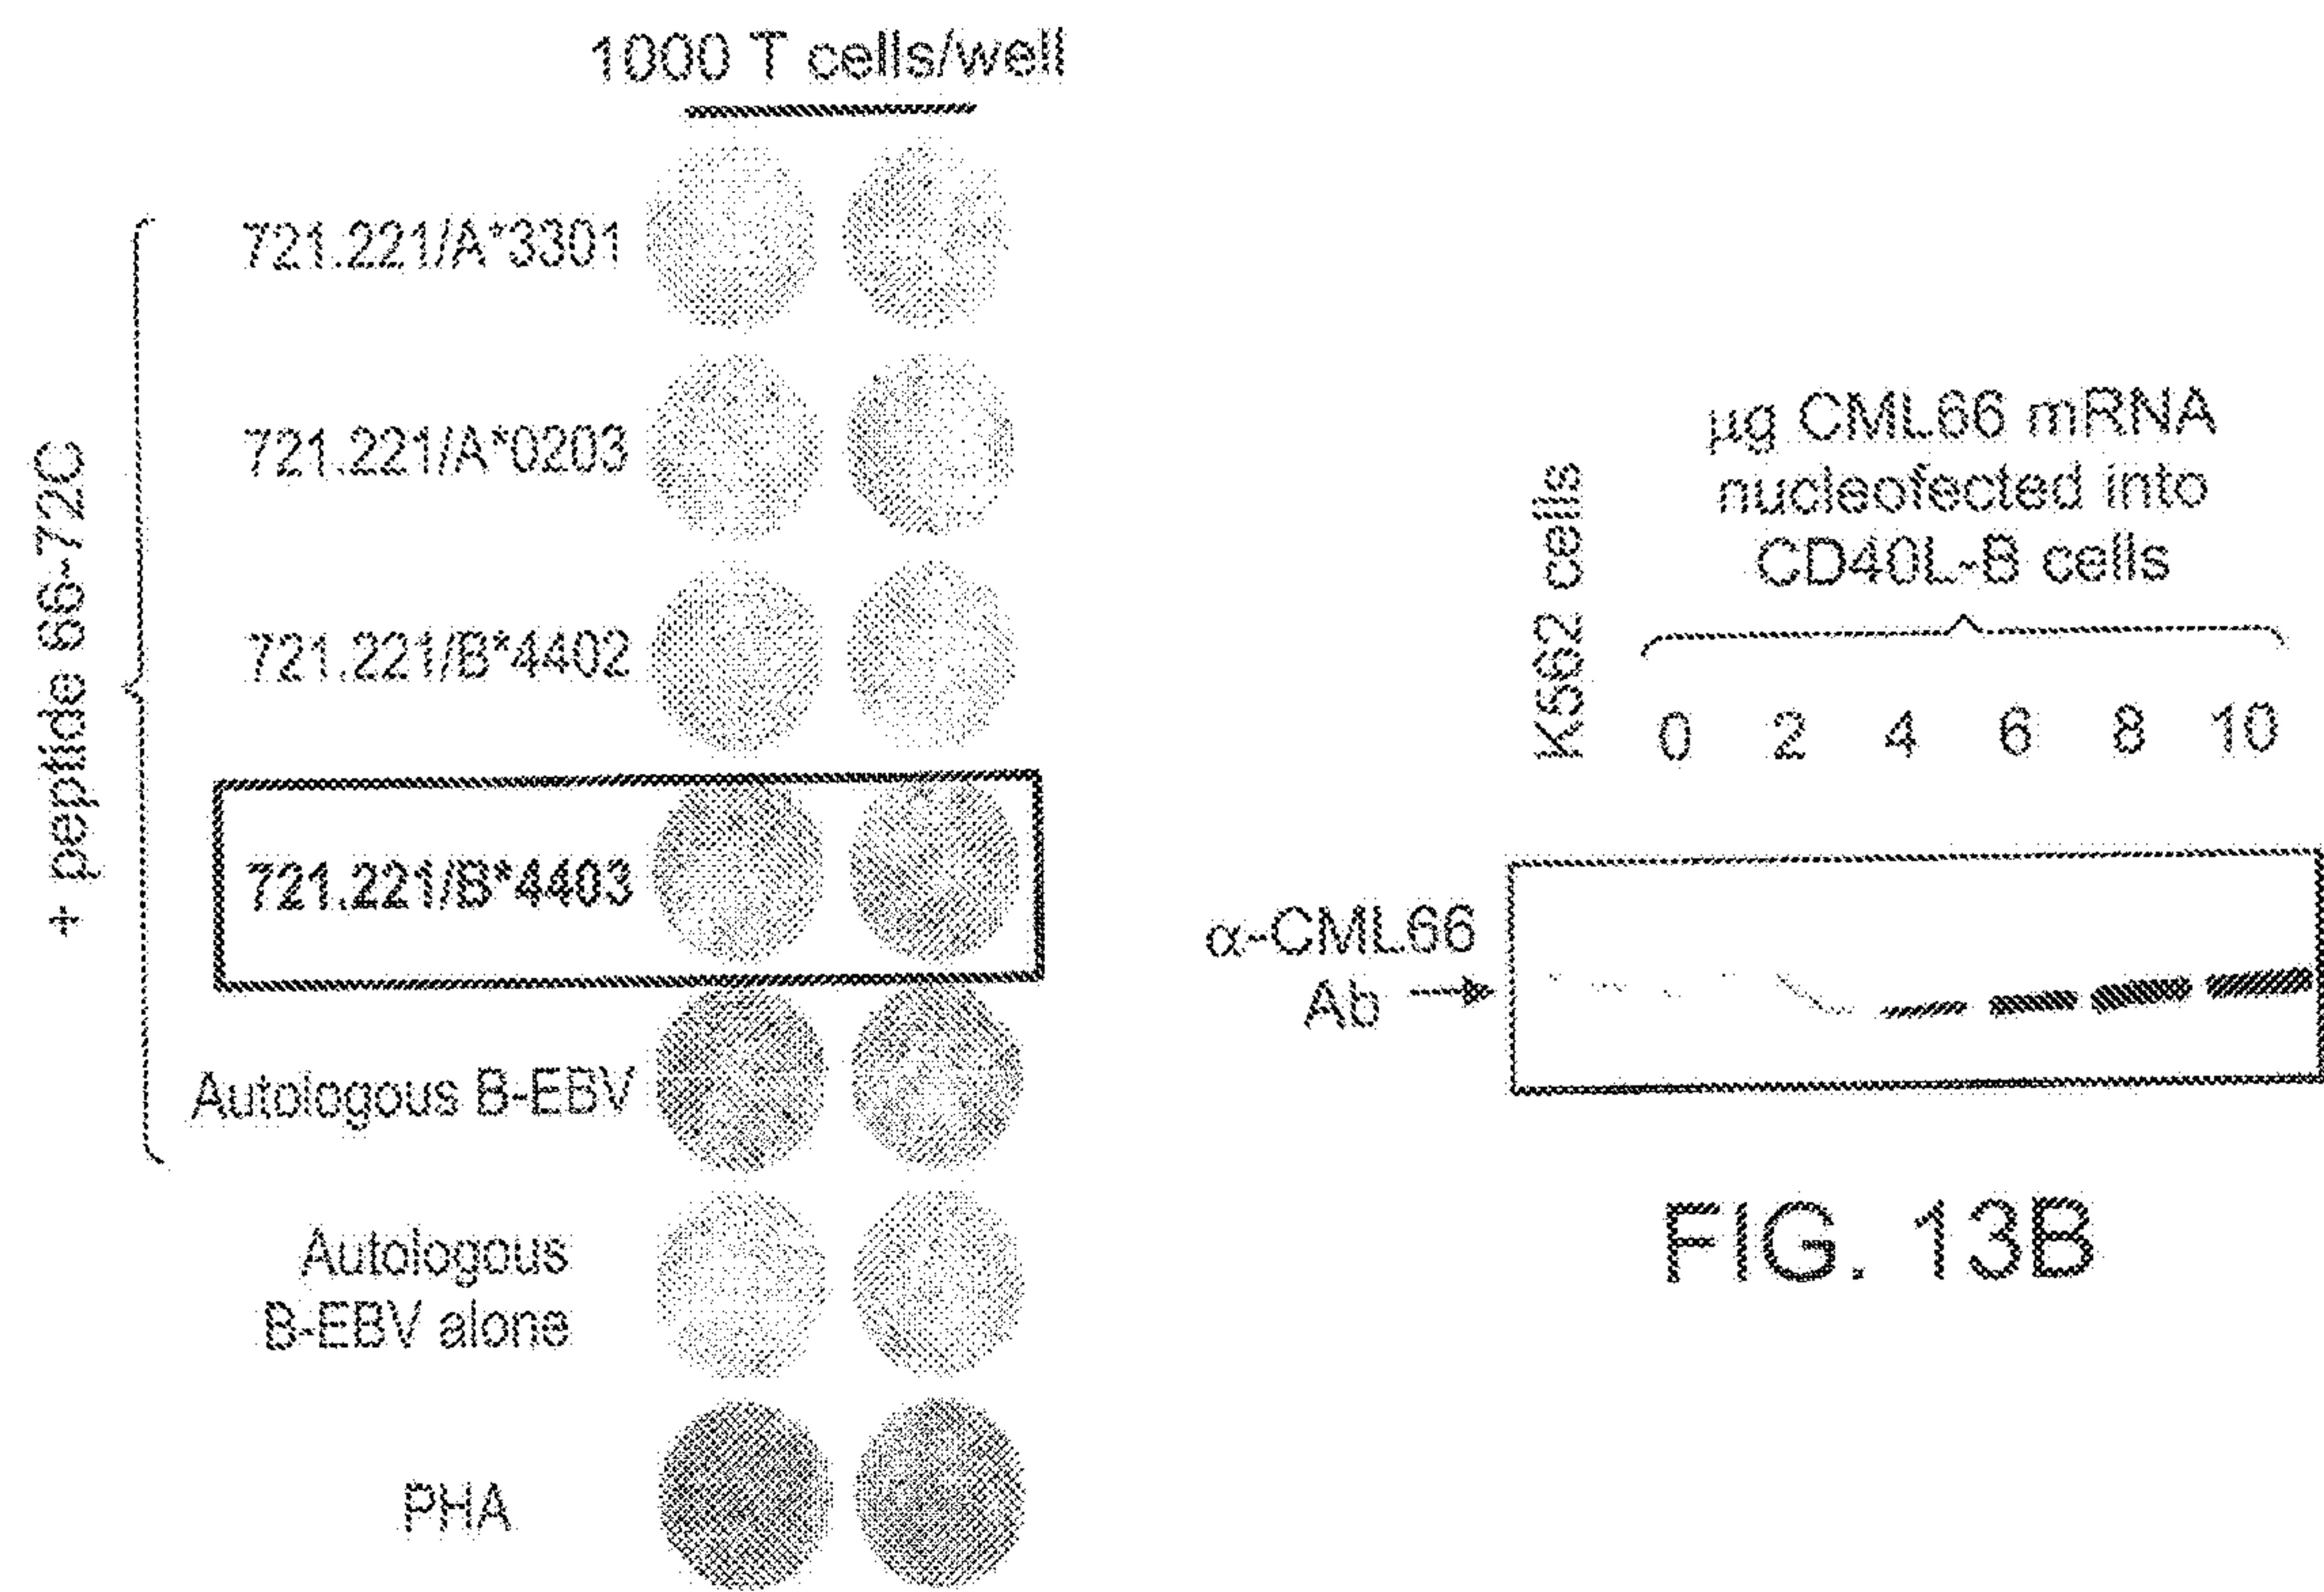 1000 T cells/well
+ peptide 66-72C
721.221/A*3301
721.221/A*0203
721.221/B*4402
721.221/B*4403
Autologous B-EBV
Autologous
B-EBV alone
PHA
K562 cells
µg CML66 mRNA
nucleofected into
CD40L-B cells
0 2 4 6 8 10
α-CML66
Ab
FIG. 13B